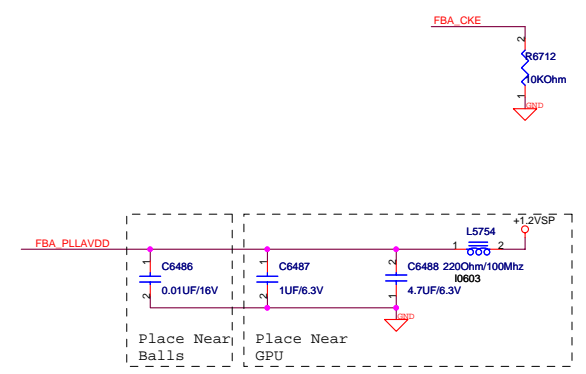 FBA_CKE
2
R6712
10KOhm
1
GND
+1.2VSP
L5754
FBA_PLLAVDD
1
2
1
C6486
0.01UF/16V
2
1
C6487
1UF/6.3V
2
2
C6488
4.7UF/6.3V
1
220Ohm/100Mhz
l0603
GND
Place Near
Balls
Place Near
GPU